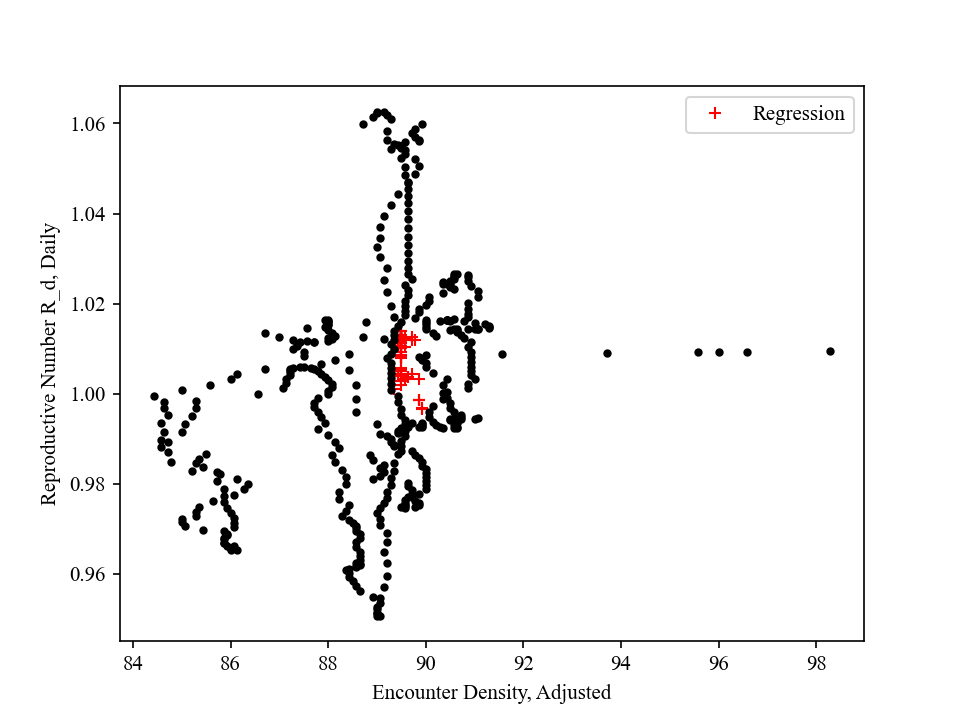 Regression
1.06
1.04
1.02
1.00
0.98
0.96
Reproductive Number R_d, Daily
84 86 88 90 92 94 96 98
Encounter Density, Adjusted